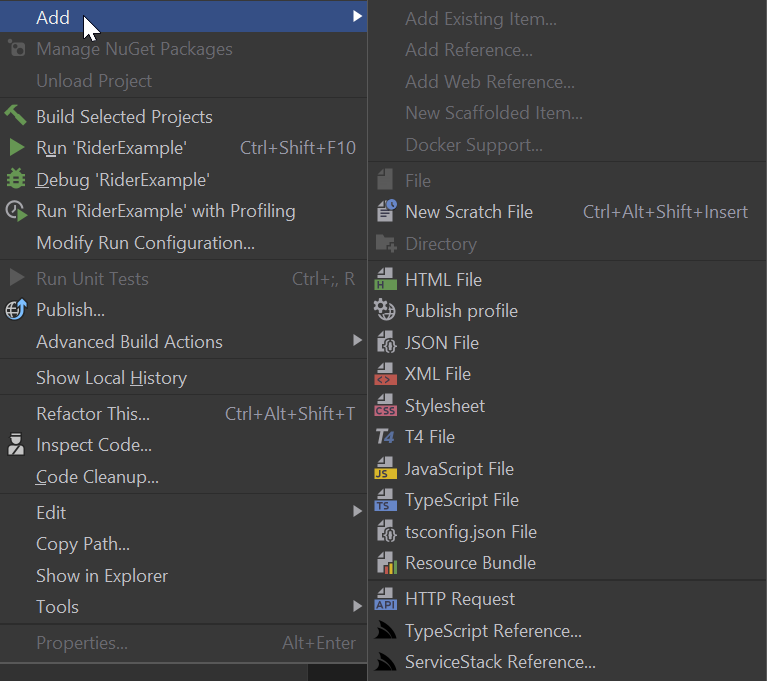 Add
Manage NuGet Packages
Unload Project
Build Selected Projects
Run 'RiderExample' Ctrl+Shift+F10
Debug 'RiderExample'
Run 'RiderExample' with Profiling
Modify Run Configuration...
Run Unit Tests Ctrl+;, R
Publish...
Advanced Build Actions
Show Local History
Refactor This... Ctrl+Alt+Shift+T
Inspect Code...
Code Cleanup...
Edit
Copy Path...
Show in Explorer
Tools
Properties... Alt+Enter
Add Existing Item...
Add Reference...
Add Web Reference...
New Scaffolded Item...
Docker Support...
File
New Scratch File Ctrl+Alt+Shift+Insert
Directory
H HTML File
Publish profile
{} JSON File
<> XML File
CSS Stylesheet
T4 T4 File
JS JavaScript File
TS TypeScript File
{} tsconfig.json File
Resource Bundle
API HTTP Request
TypeScript Reference...
ServiceStack Reference...